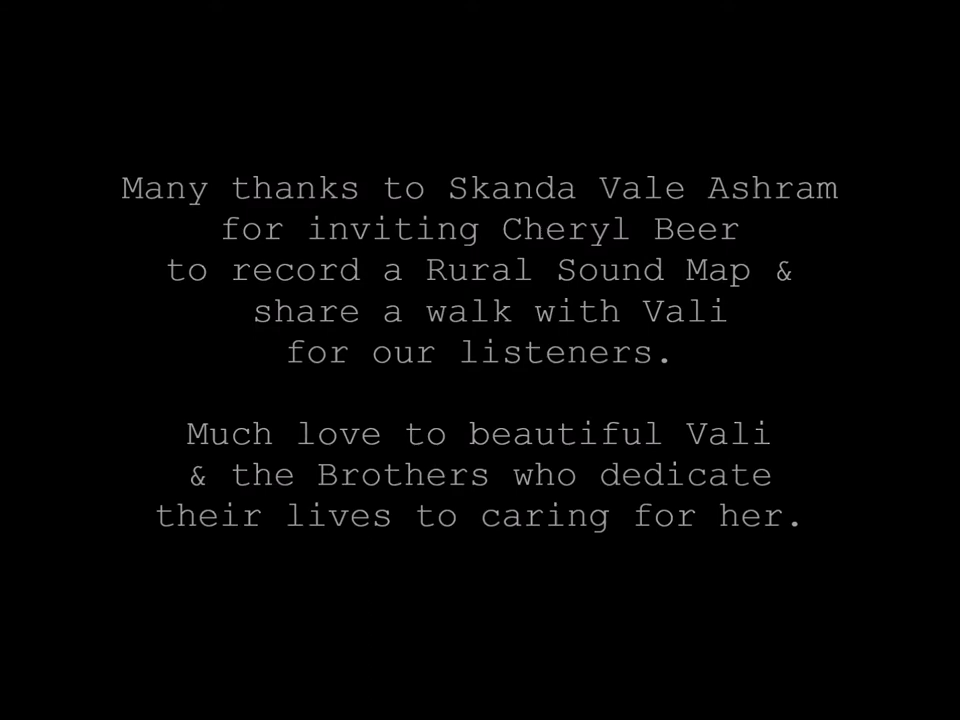 Many thanks to Skanda Vale Ashram
for inviting Cheryl Beer
to record a Rural Sound Map &
share a walk with Vali
for our listeners.
Much love to beautiful Vali
& the Brothers who dedicate
their lives to caring for her.